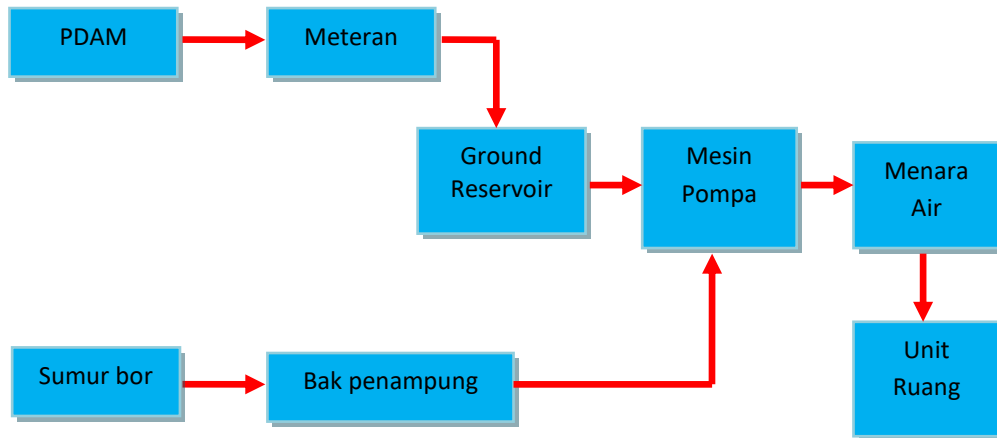 PDAM
Meteran
Ground
Reservoir
Mesin
Pompa
Menara
Air
Sumur bor
Bak penampung
Unit
Ruang